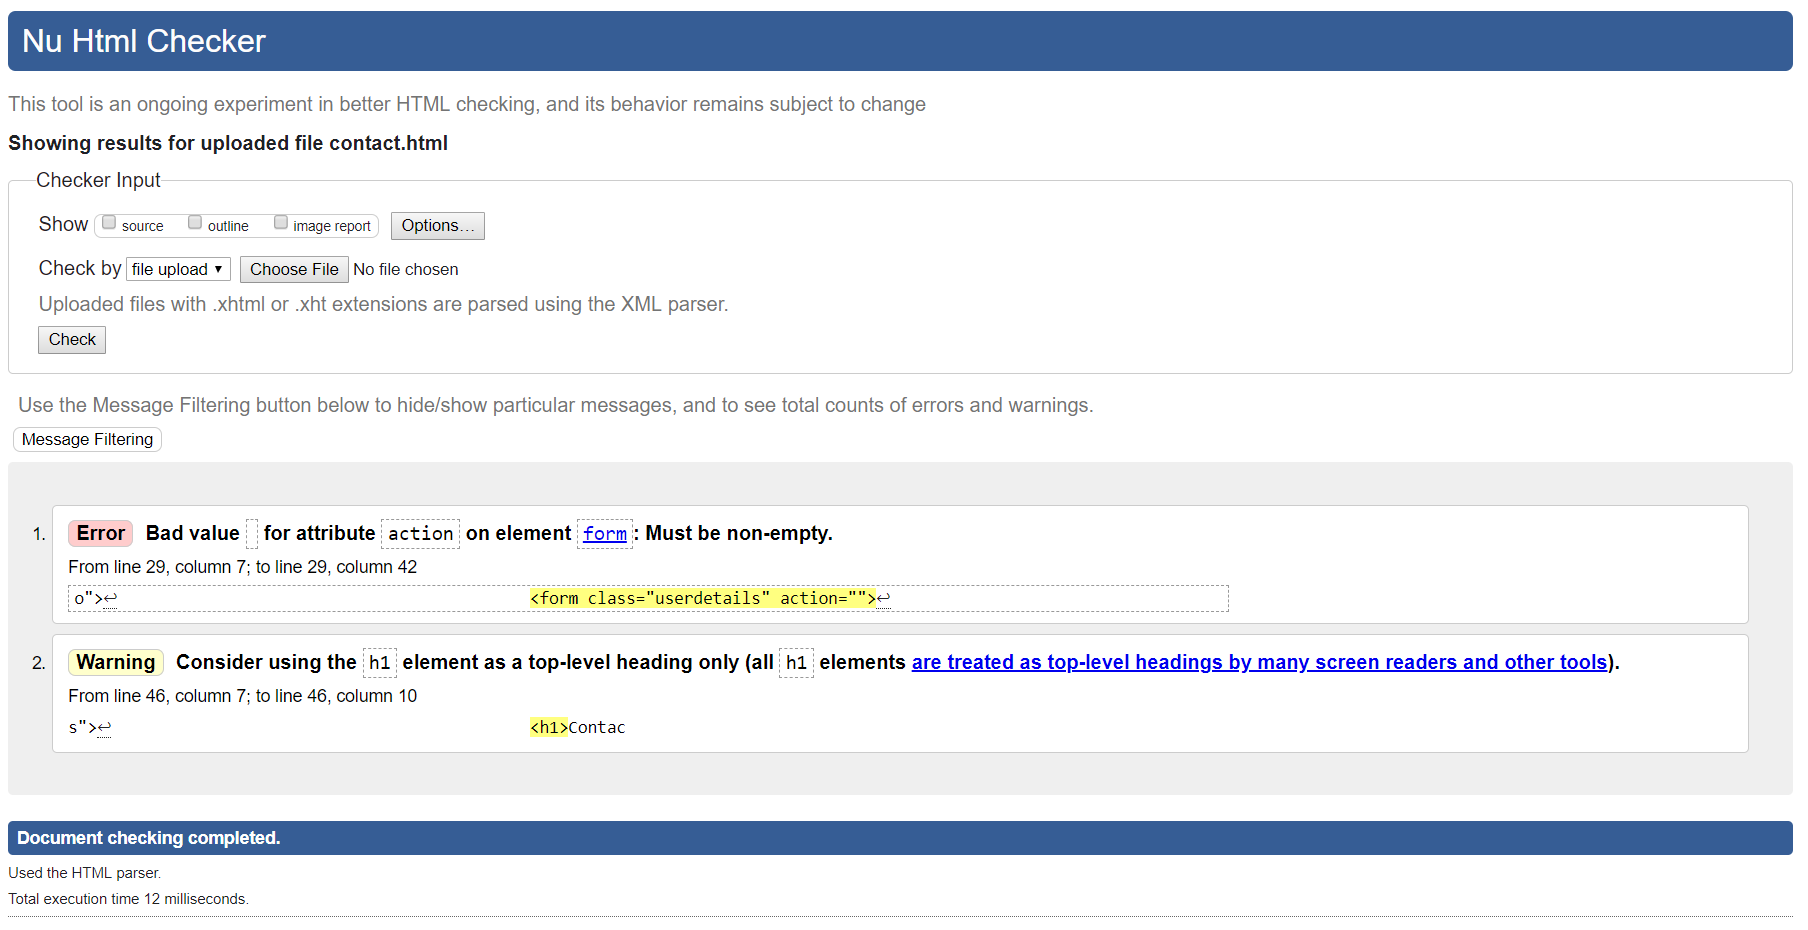 Nu Html Checker
This tool is an ongoing experiment in better HTML checking, and its behavior remains subject to change
Showing results for uploaded file contact.html
Checker Input
Show source outline image report Options...
Check by file upload ▾ Choose File No file chosen
Uploaded files with .xhtml or .xht extensions are parsed using the XML parser.
Check
Use the Message Filtering button below to hide/show particular messages, and to see total counts of errors and warnings.
Message Filtering
1. Error Bad value for attribute action on element form: Must be non-empty.
From line 29, column 7; to line 29, column 42
o">↩ <form class="userdetails" action="">↩
2. Warning Consider using the h1 element as a top-level heading only (all h1 elements are treated as top-level headings by many screen readers and other tools).
From line 46, column 7; to line 46, column 10
s">↩ <h1>Contac
Document checking completed.
Used the HTML parser.
Total execution time 12 milliseconds.